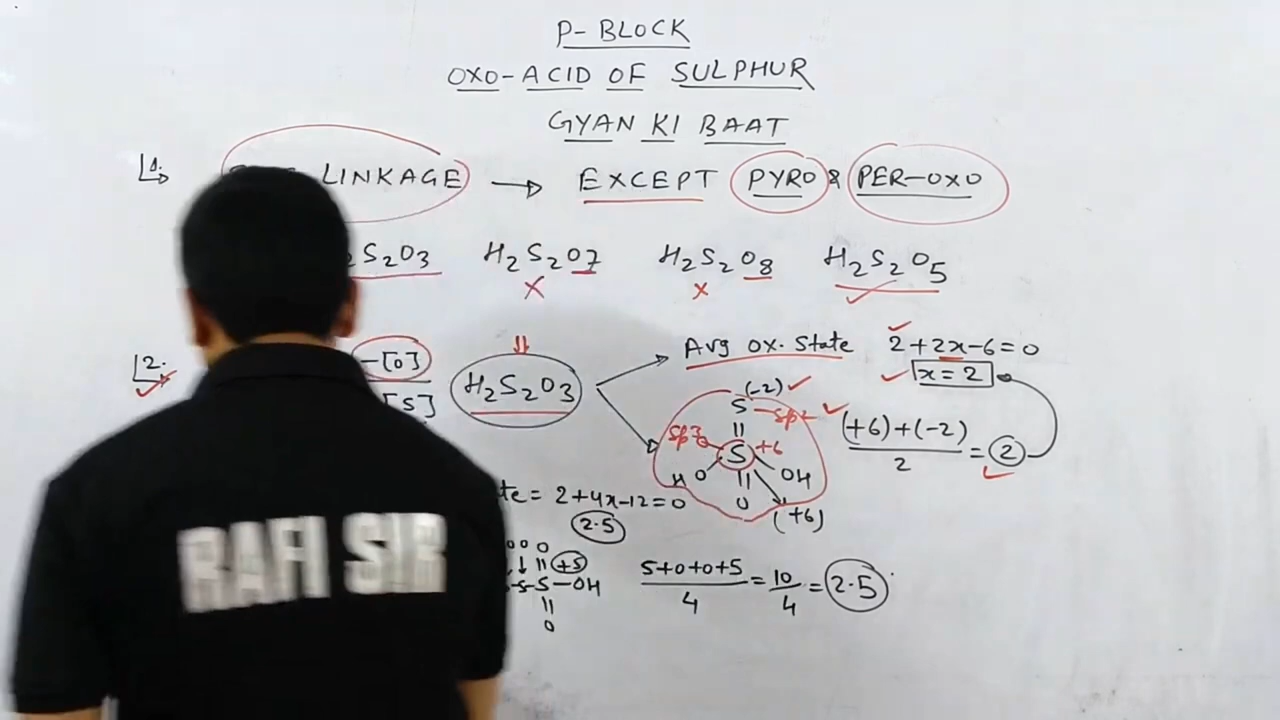 P-BLOCK
OXO-ACID OF SULPHUR
GYAN KI BAAT
1. LINKAGE → EXCEPT PYRO & PER-OXO
S2O3 H2S2O7 H2S2O8 H2S2O5
2. -[O] H2S2O3 → Avg ox. State 2+2x-6=0
x=2
[S]
S (-2) sp2
sp3 S +6
HO O OH
(+6)
(+6)+(-2)/2 = 2
te = 2+4x-12=0
2.5
O O O
S-S-OH +5
O
5+0+0+5/4 = 10/4 = 2.5
RAFI SIR